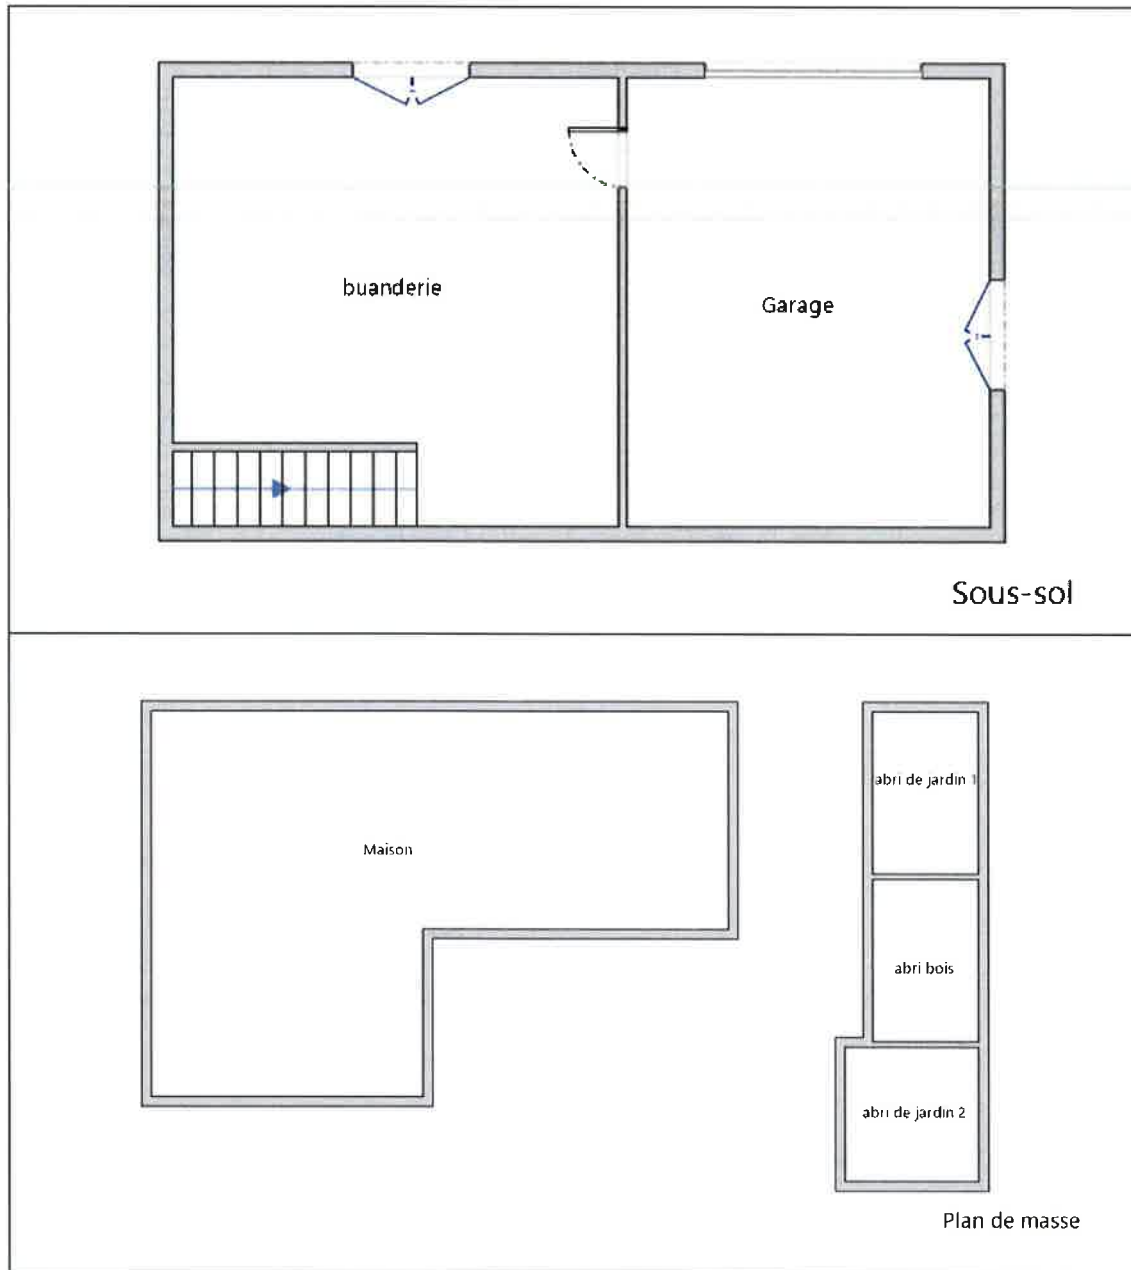 buanderie
Garage
Sous-sol
abri de jardin 1
Maison
abri bois
abri de jardin 2
Plan de masse